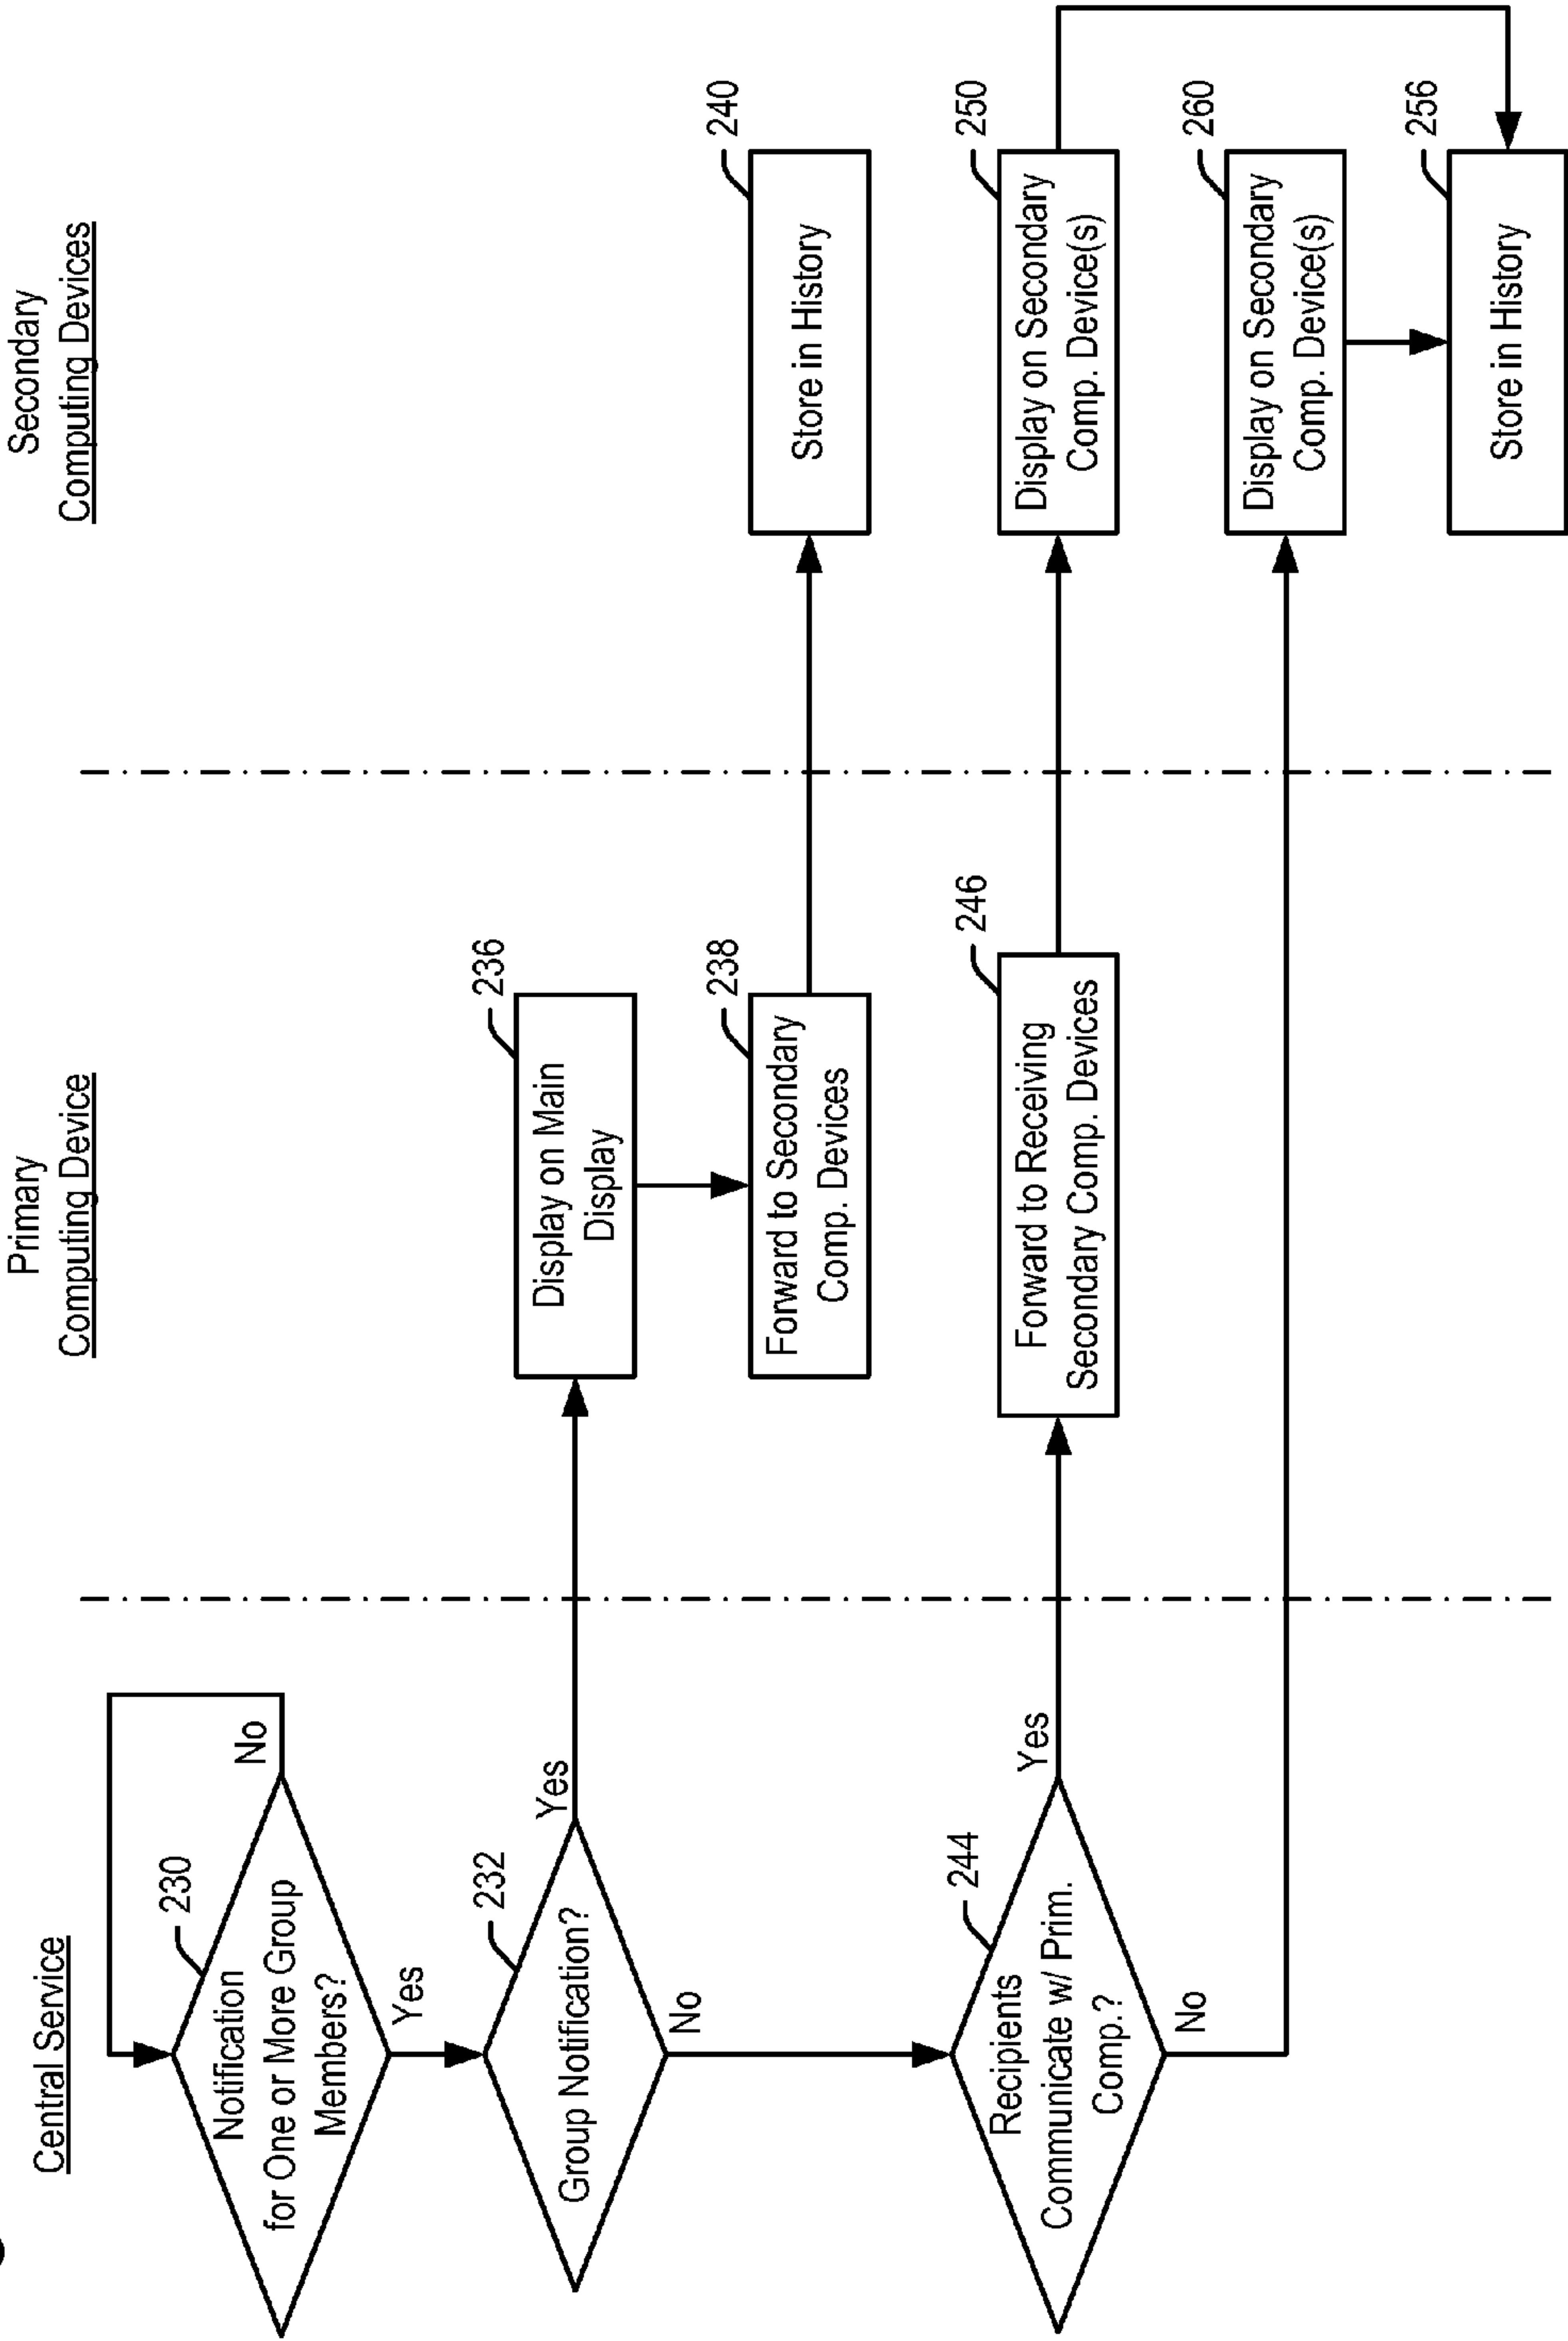 Central Service
Primary
Computing Device
Secondary
Computing Devices
230
Notification
for One or More Group
Members?
No
Yes
232
Group Notification?
Yes
No
236
Display on Main
Display
238
Forward to Secondary
Comp. Devices
240
Store in History
244
Recipients
Communicate w/ Prim.
Comp.?
Yes
No
246
Forward to Receiving
Secondary Comp. Devices
250
Display on Secondary
Comp. Device(s)
260
Display on Secondary
Comp. Device(s)
256
Store in History